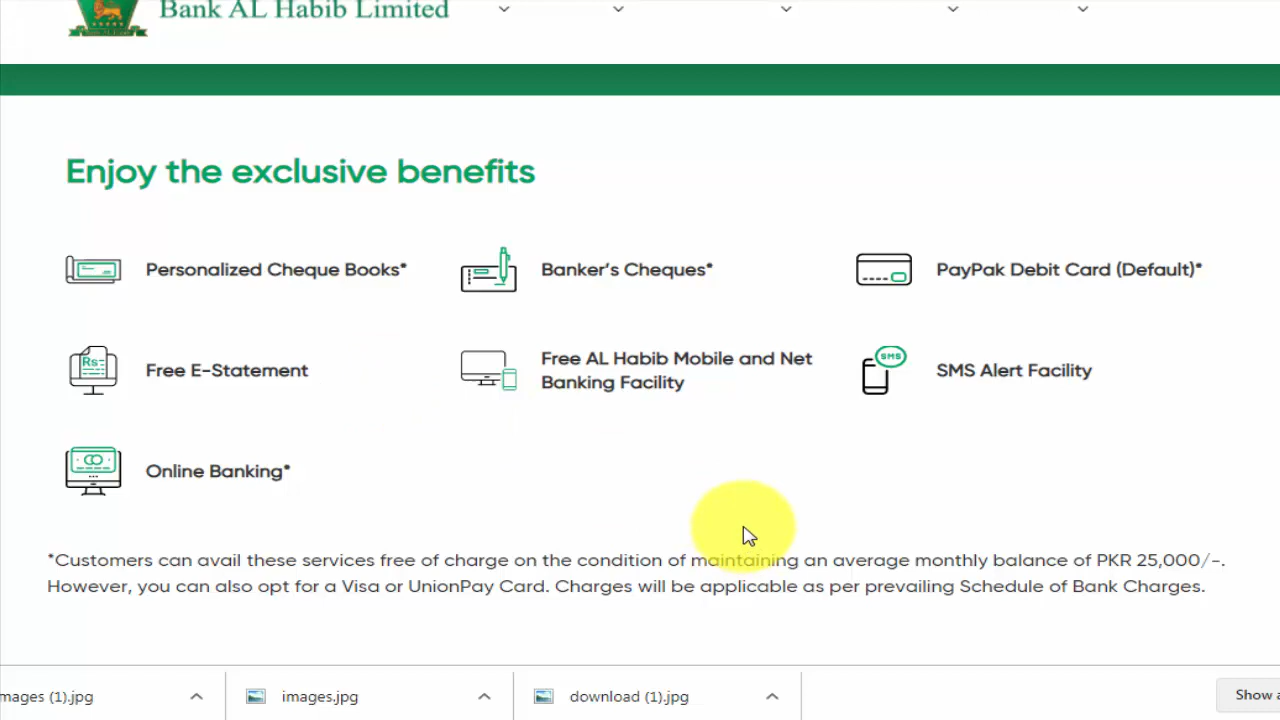 Bank AL Habib Limited
Enjoy the exclusive benefits
Personalized Cheque Books*
Banker's Cheques*
PayPak Debit Card (Default)*
Rs
Free E-Statement
Free AL Habib Mobile and Net
Banking Facility
SMS
SMS Alert Facility
Online Banking*
*Customers can avail these services free of charge on the condition of maintaining an average monthly balance of PKR 25,000/-.
However, you can also opt for a Visa or UnionPay Card. Charges will be applicable as per prevailing Schedule of Bank Charges.
mages (1).jpg
images.jpg
download (1).jpg
Show a